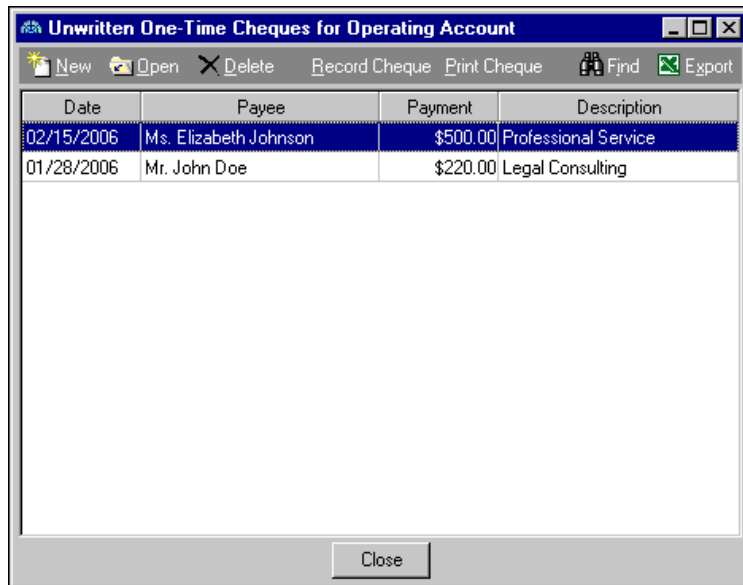 Unwritten One-Time Cheques for Operating Account
New Open Delete Record Cheque Print Cheque Find Export
Date Payee Payment Description
02/15/2006 Ms. Elizabeth Johnson $500.00 Professional Service
01/28/2006 Mr. John Doe $220.00 Legal Consulting
Close